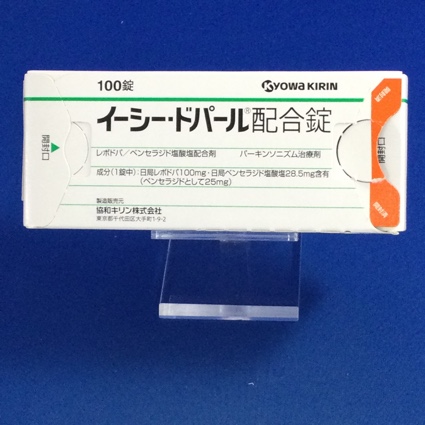 100錠
KYOWA KIRIN
イーシー・ドパール®配合錠
レボドパ／ベンセラジド塩酸塩配合剤
パーキンソニズム治療剤
成分(1錠中):日局レボドパ100mg・日局ベンセラジド塩酸塩28.5mg含有
(ベンセラジドとして25mg)
製造販売元
協和キリン株式会社
東京都千代田区大手町1-9-2
開封口
開封口